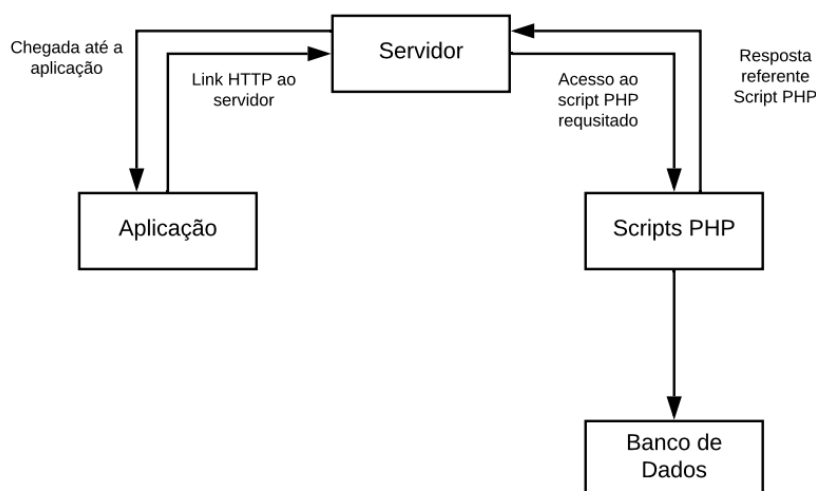 Chegada até a
aplicação
Servidor
Link HTTP ao
servidor
Acesso ao
script PHP
requsitado
Resposta
referente
Script PHP
Aplicação
Scripts PHP
Banco de
Dados